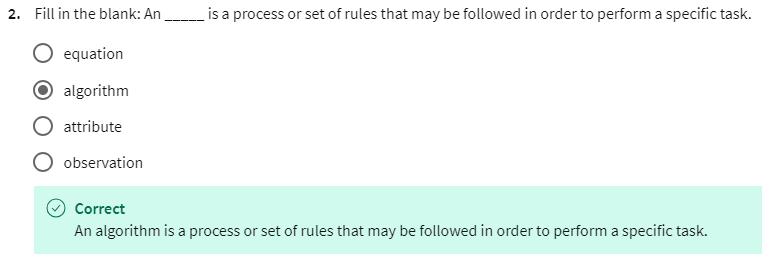 2. Fill in the blank: An _____ is a process or set of rules that may be followed in order to perform a specific task.
equation
algorithm
attribute
observation
Correct
An algorithm is a process or set of rules that may be followed in order to perform a specific task.